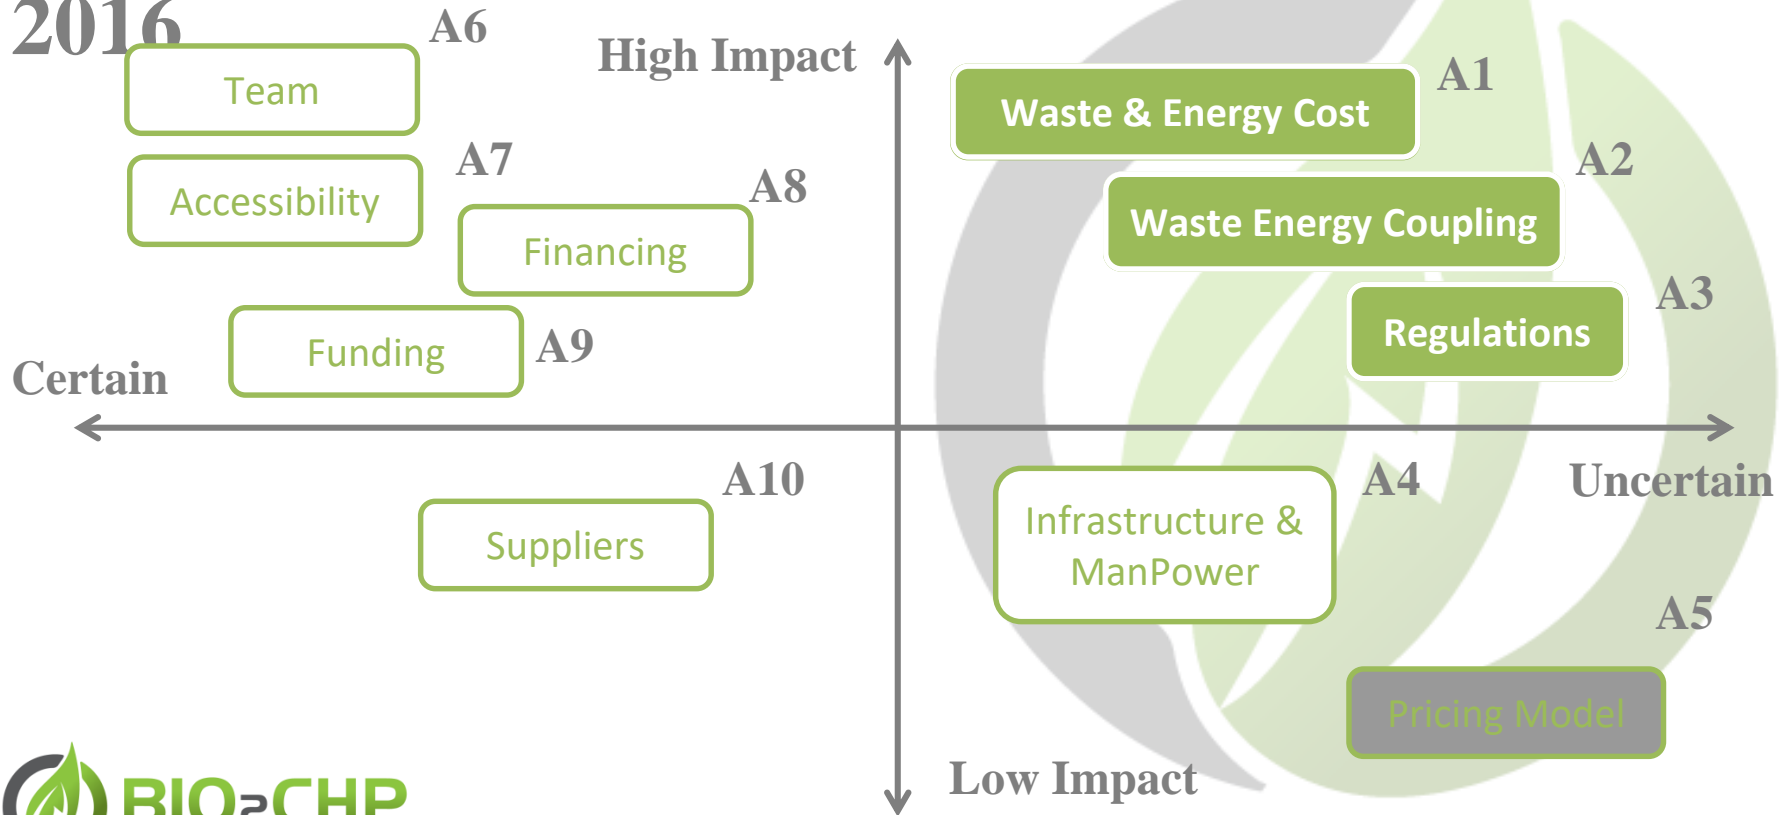 2016
A6
High Impact
A1
Team
Waste & Energy Cost
A7
A2
Accessibility
A8
Waste Energy Coupling
Financing
A3
Regulations
Funding
A9
Certain
A10
A4
Uncertain
Suppliers
Infrastructure &
ManPower
A5
Pricing Model
Low Impact
BIO2CHP